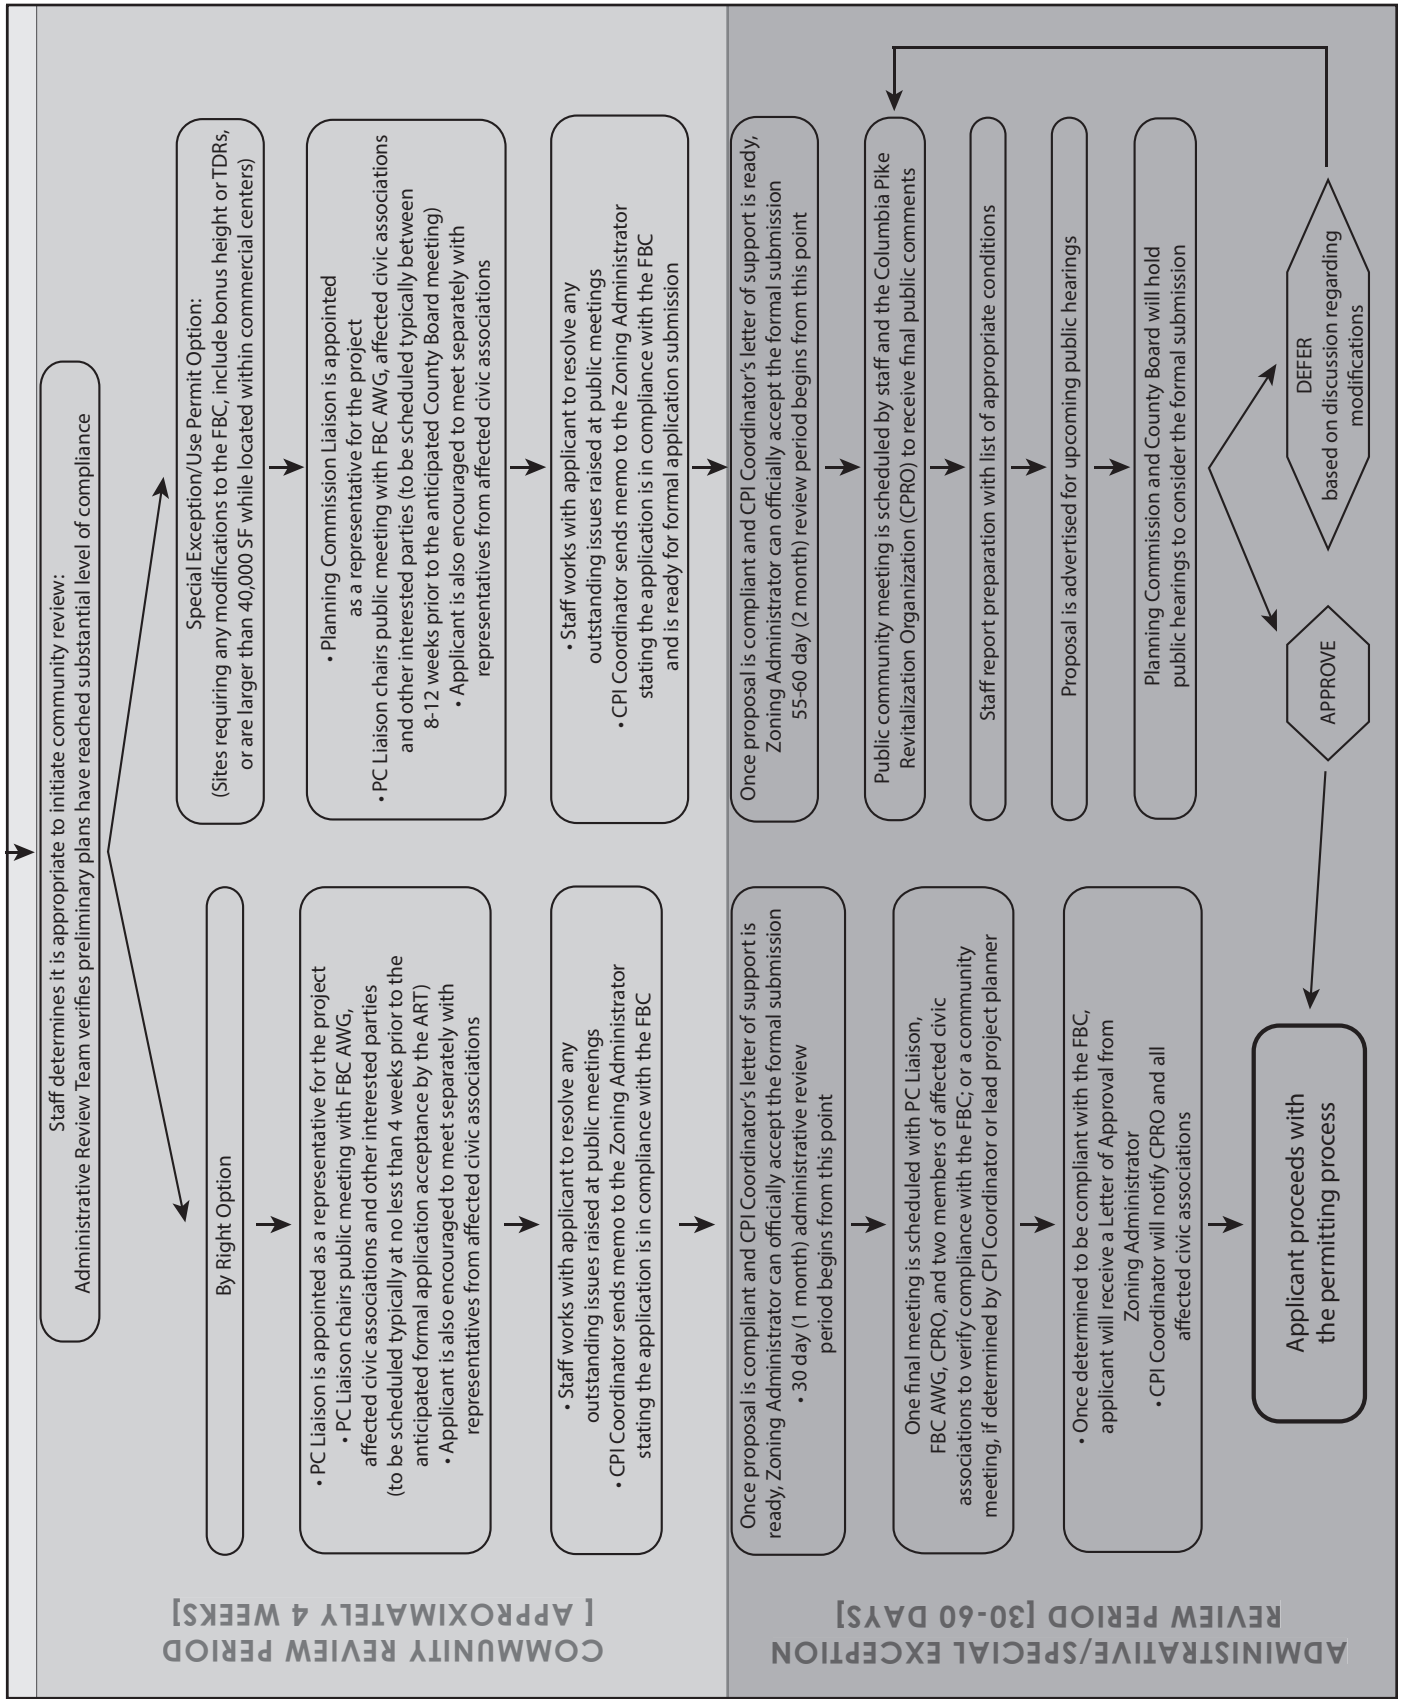 Staff determines it is appropriate to initiate community review:
Administrative Review Team verifies preliminary plans have reached substantial level of compliance
COMMUNITY REVIEW PERIOD
[ APPROXIMATELY 4 WEEKS]
By Right Option
• PC Liaison is appointed as a representative for the project
• PC Liaison chairs public meeting with FBC AWG,
affected civic associations and other interested parties
(to be scheduled typically at no less than 4 weeks prior to the
anticipated formal application acceptance by the ART)
• Applicant is also encouraged to meet separately with
representatives from affected civic associations
• Staff works with applicant to resolve any
outstanding issues raised at public meetings
• CPI Coordinator sends memo to the Zoning Administrator
stating the application is in compliance with the FBC
Special Exception/Use Permit Option:
(Sites requiring any modifications to the FBC, include bonus height or TDRs,
or are larger than 40,000 SF while located within commercial centers)
• Planning Commission Liaison is appointed
as a representative for the project
• PC Liaison chairs public meeting with FBC AWG, affected civic associations
and other interested parties (to be scheduled typically between
8-12 weeks prior to the anticipated County Board meeting)
• Applicant is also encouraged to meet separately with
representatives from affected civic associations
• Staff works with applicant to resolve any
outstanding issues raised at public meetings
• CPI Coordinator sends memo to the Zoning Administrator
stating the application is in compliance with the FBC
and is ready for formal application submission
ADMINISTRATIVE/SPECIAL EXCEPTION
REVIEW PERIOD [30-60 DAYS]
Once proposal is compliant and CPI Coordinator's letter of support is
ready, Zoning Administrator can officially accept the formal submission
• 30 day (1 month) administrative review
period begins from this point
One final meeting is scheduled with PC Liaison,
FBC AWG, CPRO, and two members of affected civic
associations to verify compliance with the FBC; or a community
meeting, if determined by CPI Coordinator or lead project planner
• Once determined to be compliant with the FBC,
applicant will receive a Letter of Approval from
Zoning Administrator
• CPI Coordinator will notify CPRO and all
affected civic associations
Applicant proceeds with
the permitting process
Once proposal is compliant and CPI Coordinator's letter of support is ready,
Zoning Administrator can officially accept the formal submission
55-60 day (2 month) review period begins from this point
Public community meeting is scheduled by staff and the Columbia Pike
Revitalization Organization (CPRO) to receive final public comments
Staff report preparation with list of appropriate conditions
Proposal is advertised for upcoming public hearings
Planning Commission and County Board will hold
public hearings to consider the formal submission
APPROVE
DEFER
based on discussion regarding
modifications